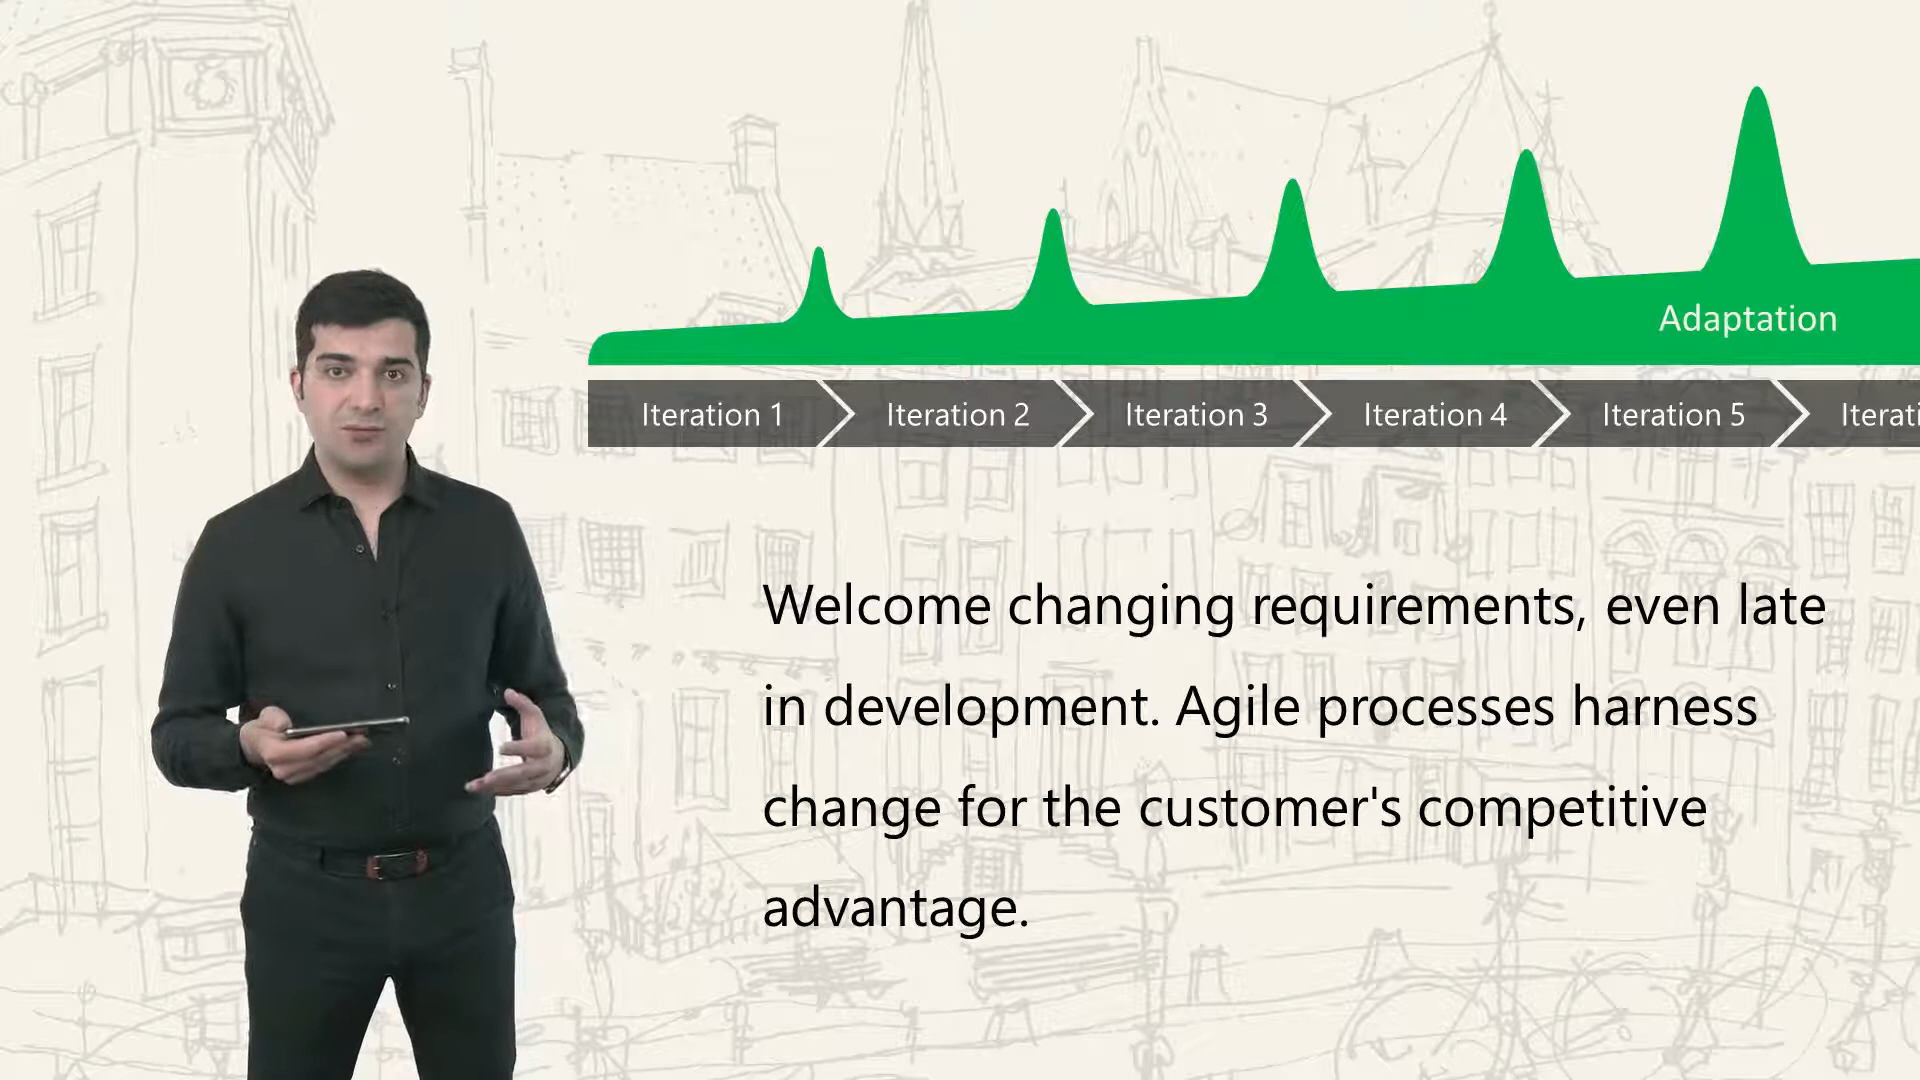 Adaptation
Iteration 1
Iteration 2
Iteration 3
Iteration 4
Iteration 5
Iterati
Welcome changing requirements, even late
in development. Agile processes harness
change for the customer's competitive
advantage.